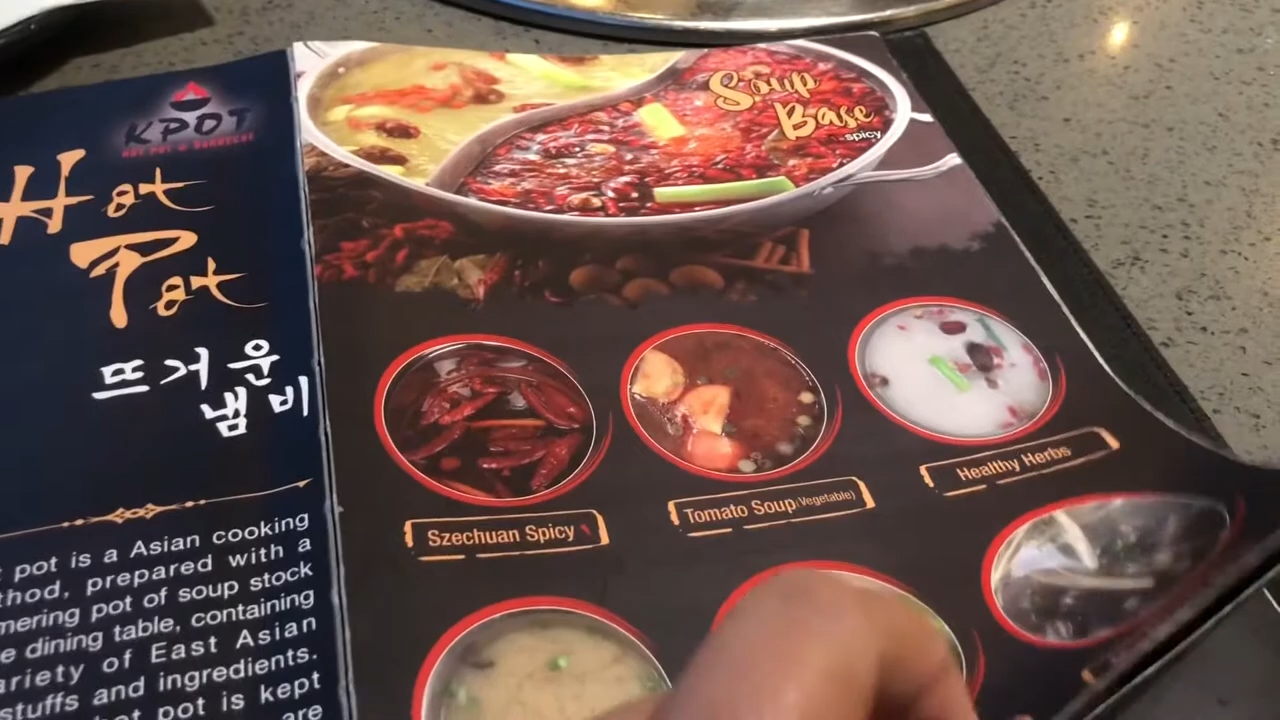 KPOT
HOT POT & BARBECUE
Hot
Pot
뜨거운
냄비
pot is a Asian cooking
thod, prepared with a
mering pot of soup stock
e dining table, containing
ariety of East Asian
stuffs and ingredients.
hot pot is kept
are
Soup
Base
spicy
Szechuan Spicy
Tomato Soup(Vegetable)
Healthy Herbs